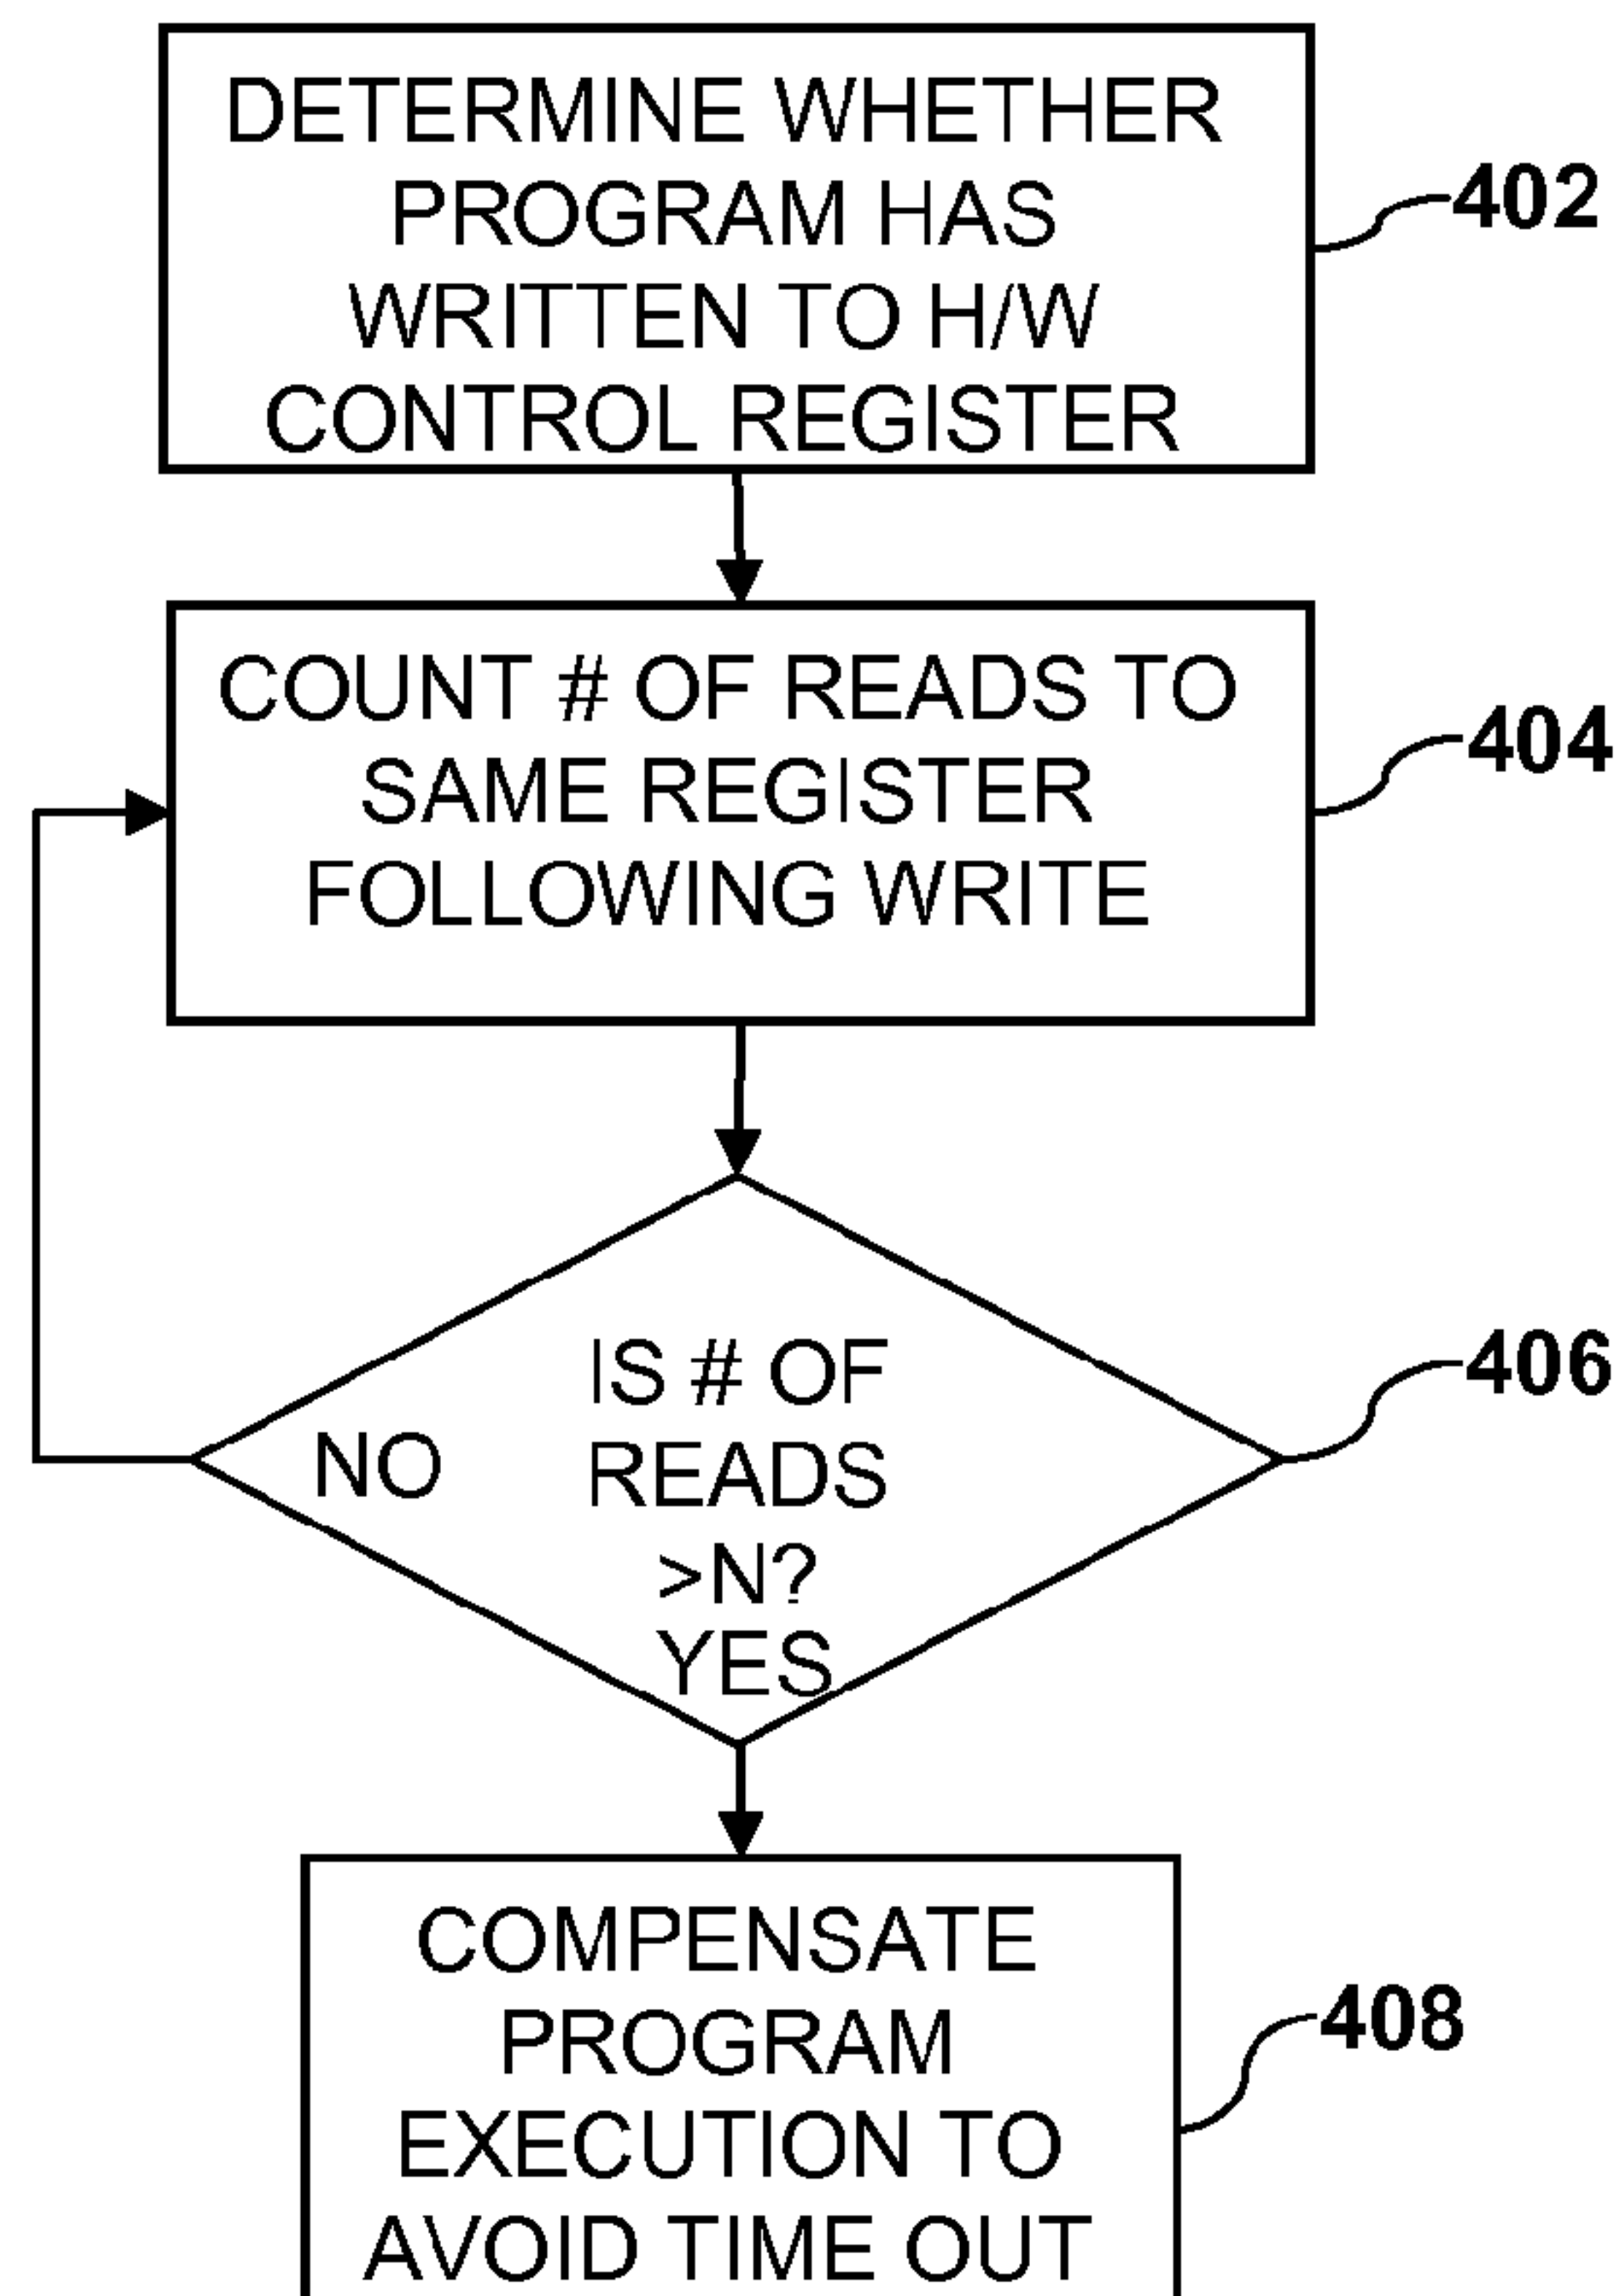 DETERMINE WHETHER
PROGRAM HAS
WRITTEN TO H/W
CONTROL REGISTER
402
COUNT # OF READS TO
SAME REGISTER
FOLLOWING WRITE
404
IS # OF
READS
>N?
NO
YES
406
COMPENSATE
PROGRAM
EXECUTION TO
AVOID TIME OUT
408